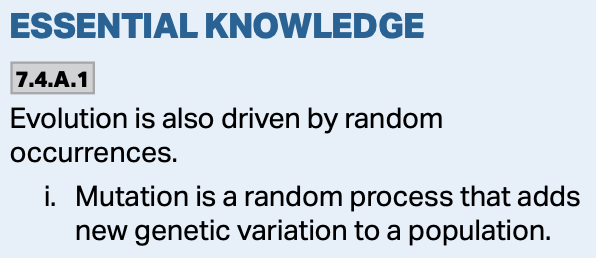 ESSENTIAL KNOWLEDGE
7.4.A.1
Evolution is also driven by random
occurrences.
i. Mutation is a random process that adds
new genetic variation to a population.